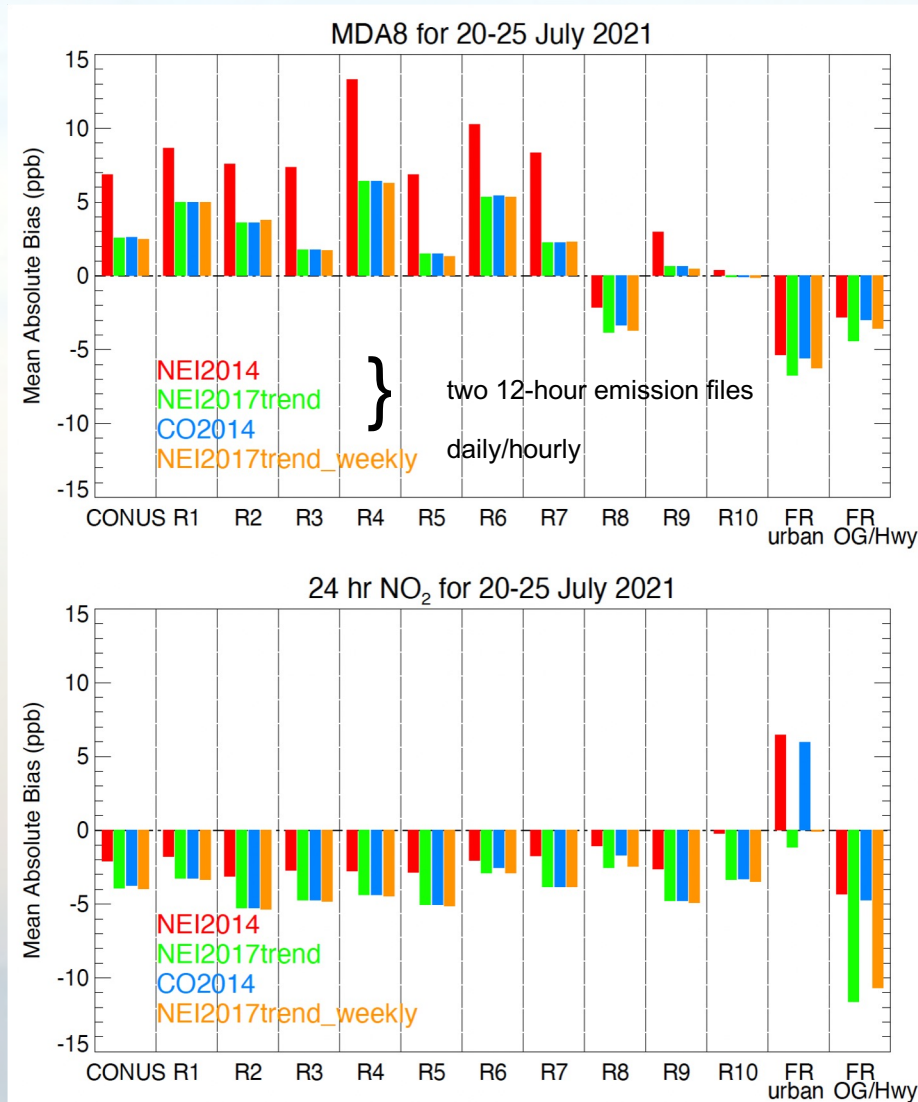 MDA8 for 20-25 July 2021
Mean Absolute Bias (ppb)
15
10
5
0
-5
-10
-15
NEI2014
NEI2017trend
CO2014
NEI2017trend_weekly
}
two 12-hour emission files
daily/hourly
CONUS R1 R2 R3 R4 R5 R6 R7 R8 R9 R10 FR FR
urban OG/Hwy
24 hr NO₂ for 20-25 July 2021
Mean Absolute Bias (ppb)
15
10
5
0
-5
-10
-15
NEI2014
NEI2017trend
CO2014
NEI2017trend_weekly
CONUS R1 R2 R3 R4 R5 R6 R7 R8 R9 R10 FR FR
urban OG/Hwy